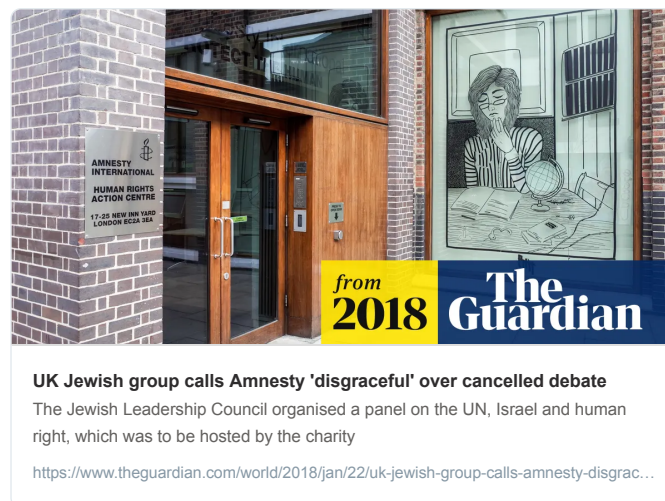 AMNESTY
INTERNATIONAL
HUMAN RIGHTS
ACTION CENTRE
17-25 NEW INN YARD
LONDON EC2A 3EA
from
2018
The
Guardian
UK Jewish group calls Amnesty 'disgraceful' over cancelled debate
The Jewish Leadership Council organised a panel on the UN, Israel and human
right, which was to be hosted by the charity
https://www.theguardian.com/world/2018/jan/22/uk-jewish-group-calls-amnesty-disgrac…